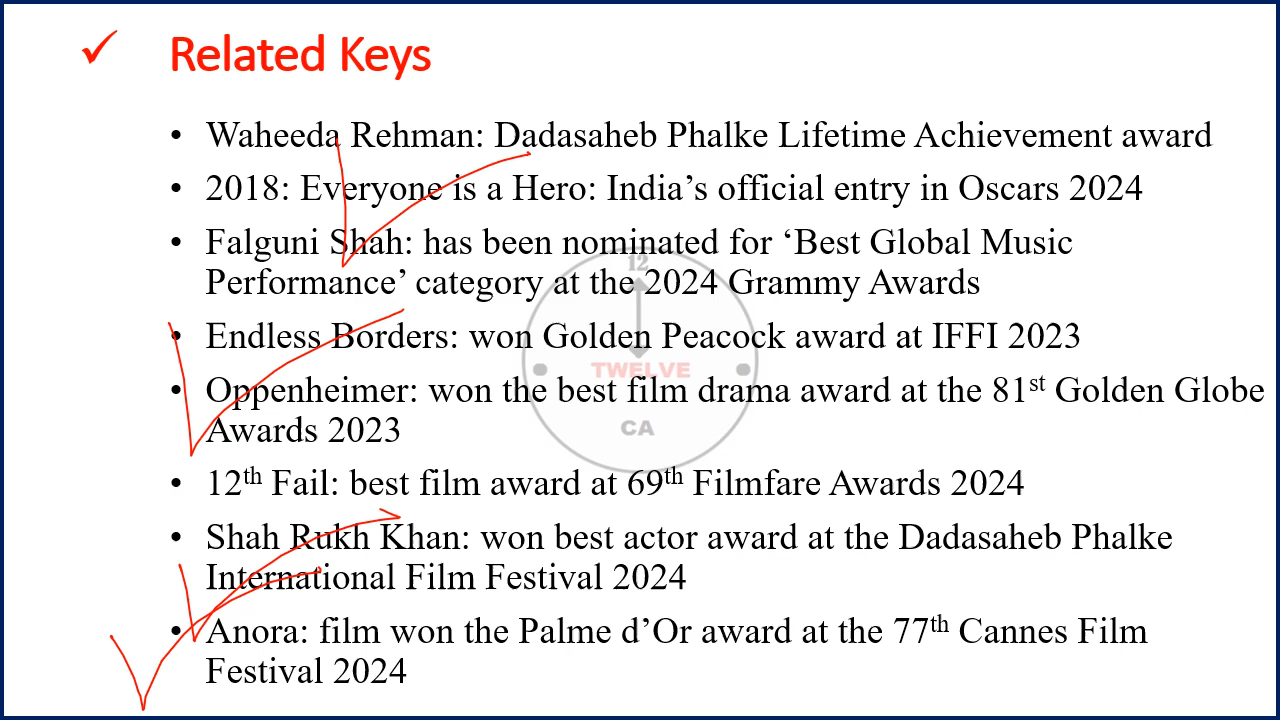 ✓ Related Keys
• Waheeda Rehman: Dadasaheb Phalke Lifetime Achievement award
• 2018: Everyone is a Hero: India’s official entry in Oscars 2024
• Falguni Shah: has been nominated for ‘Best Global Music
Performance’ category at the 2024 Grammy Awards
• Endless Borders: won Golden Peacock award at IFFI 2023
• Oppenheimer: won the best film drama award at the 81st Golden Globe
Awards 2023
• 12th Fail: best film award at 69th Filmfare Awards 2024
• Shah Rukh Khan: won best actor award at the Dadasaheb Phalke
International Film Festival 2024
• Anora: film won the Palme d’Or award at the 77th Cannes Film
Festival 2024
12
TWELVE
CA